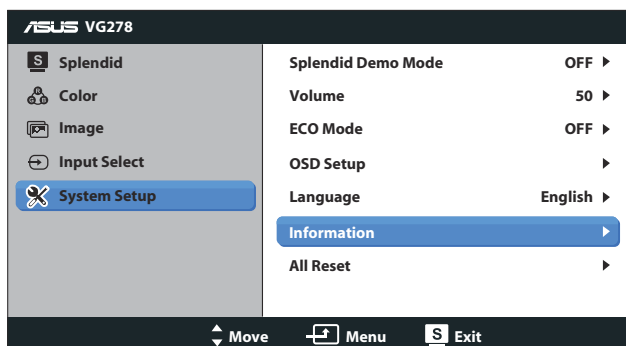 ASUS VG278
S Splendid
Color
Image
Input Select
System Setup
Splendid Demo Mode OFF
Volume 50
ECO Mode OFF
OSD Setup
Language English
Information
All Reset
Move Menu S Exit